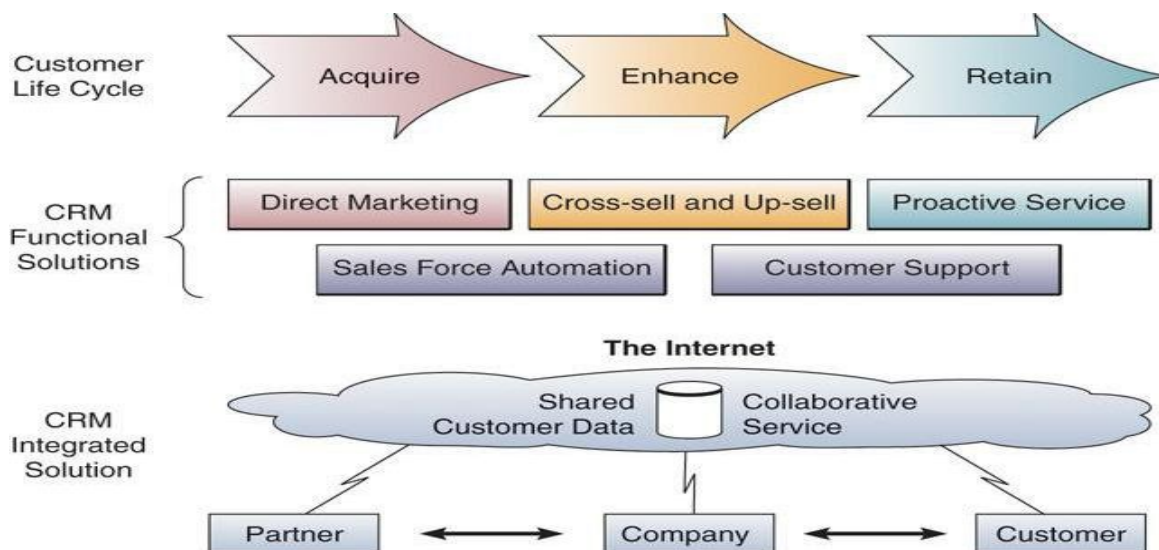 Customer
Life Cycle
Acquire
Enhance
Retain
CRM
Functional
Solutions
Direct Marketing
Cross-sell and Up-sell
Proactive Service
Sales Force Automation
Customer Support
The Internet
CRM
Integrated
Solution
Shared
Customer Data
Collaborative
Service
Partner
Company
Customer